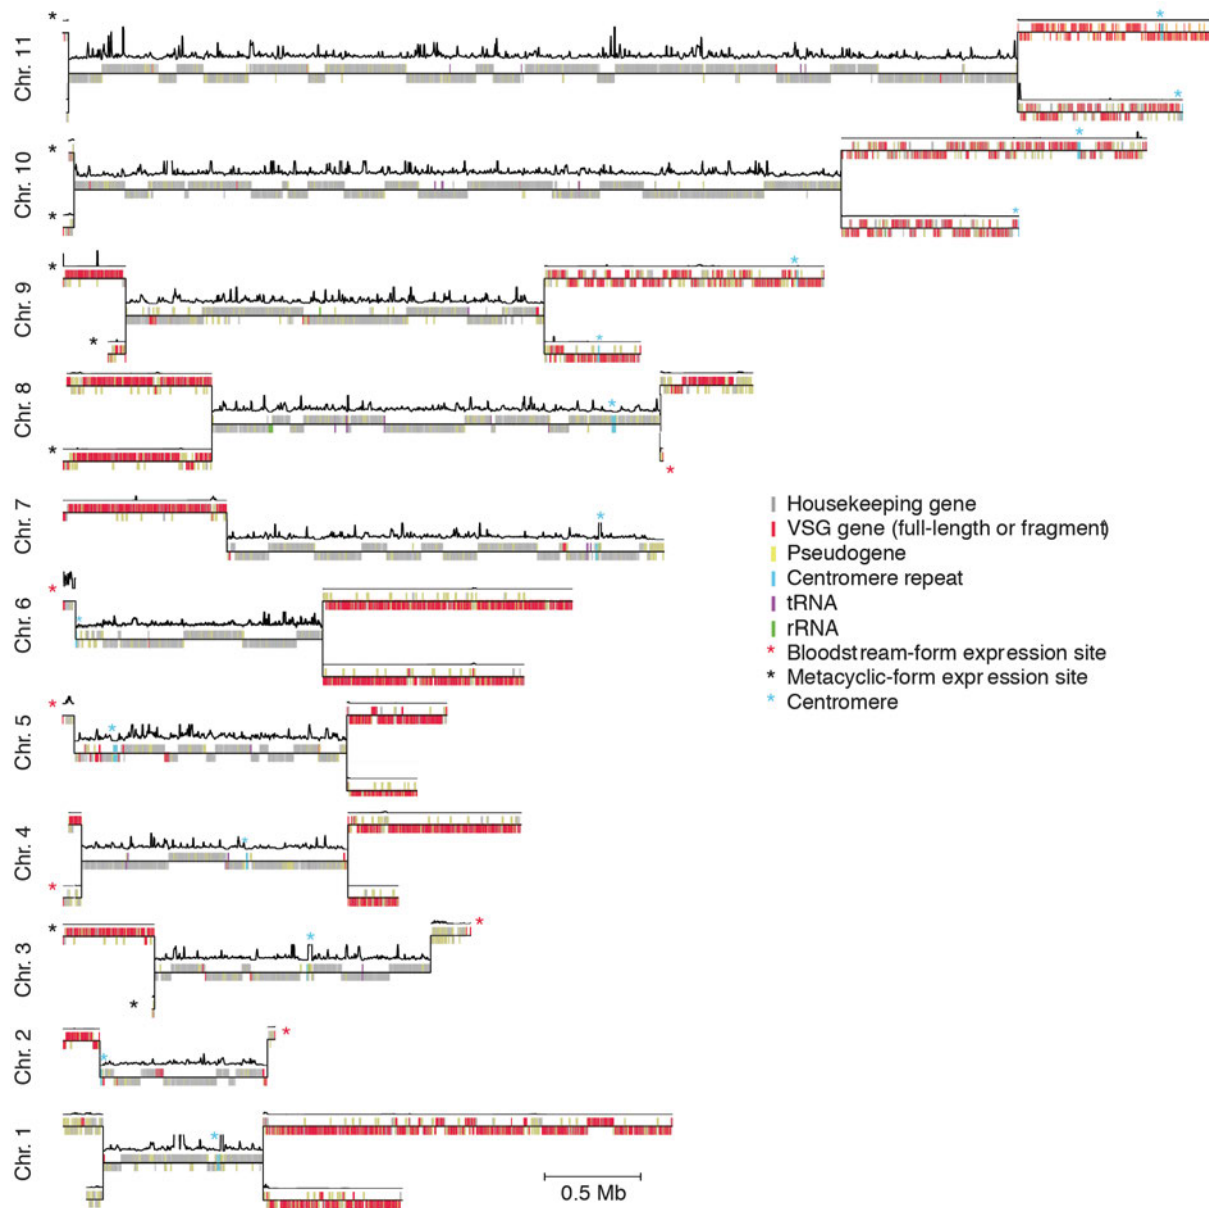 Chr. 11
Chr. 10
Chr. 9
Chr. 8
Chr. 7
Chr. 6
Chr. 5
Chr. 4
Chr. 3
Chr. 2
Chr. 1
Housekeeping gene
VSG gene (full-length or fragment)
Pseudogene
Centromere repeat
tRNA
rRNA
* Bloodstream-form expression site
* Metacyclic-form expression site
* Centromere
0.5 Mb